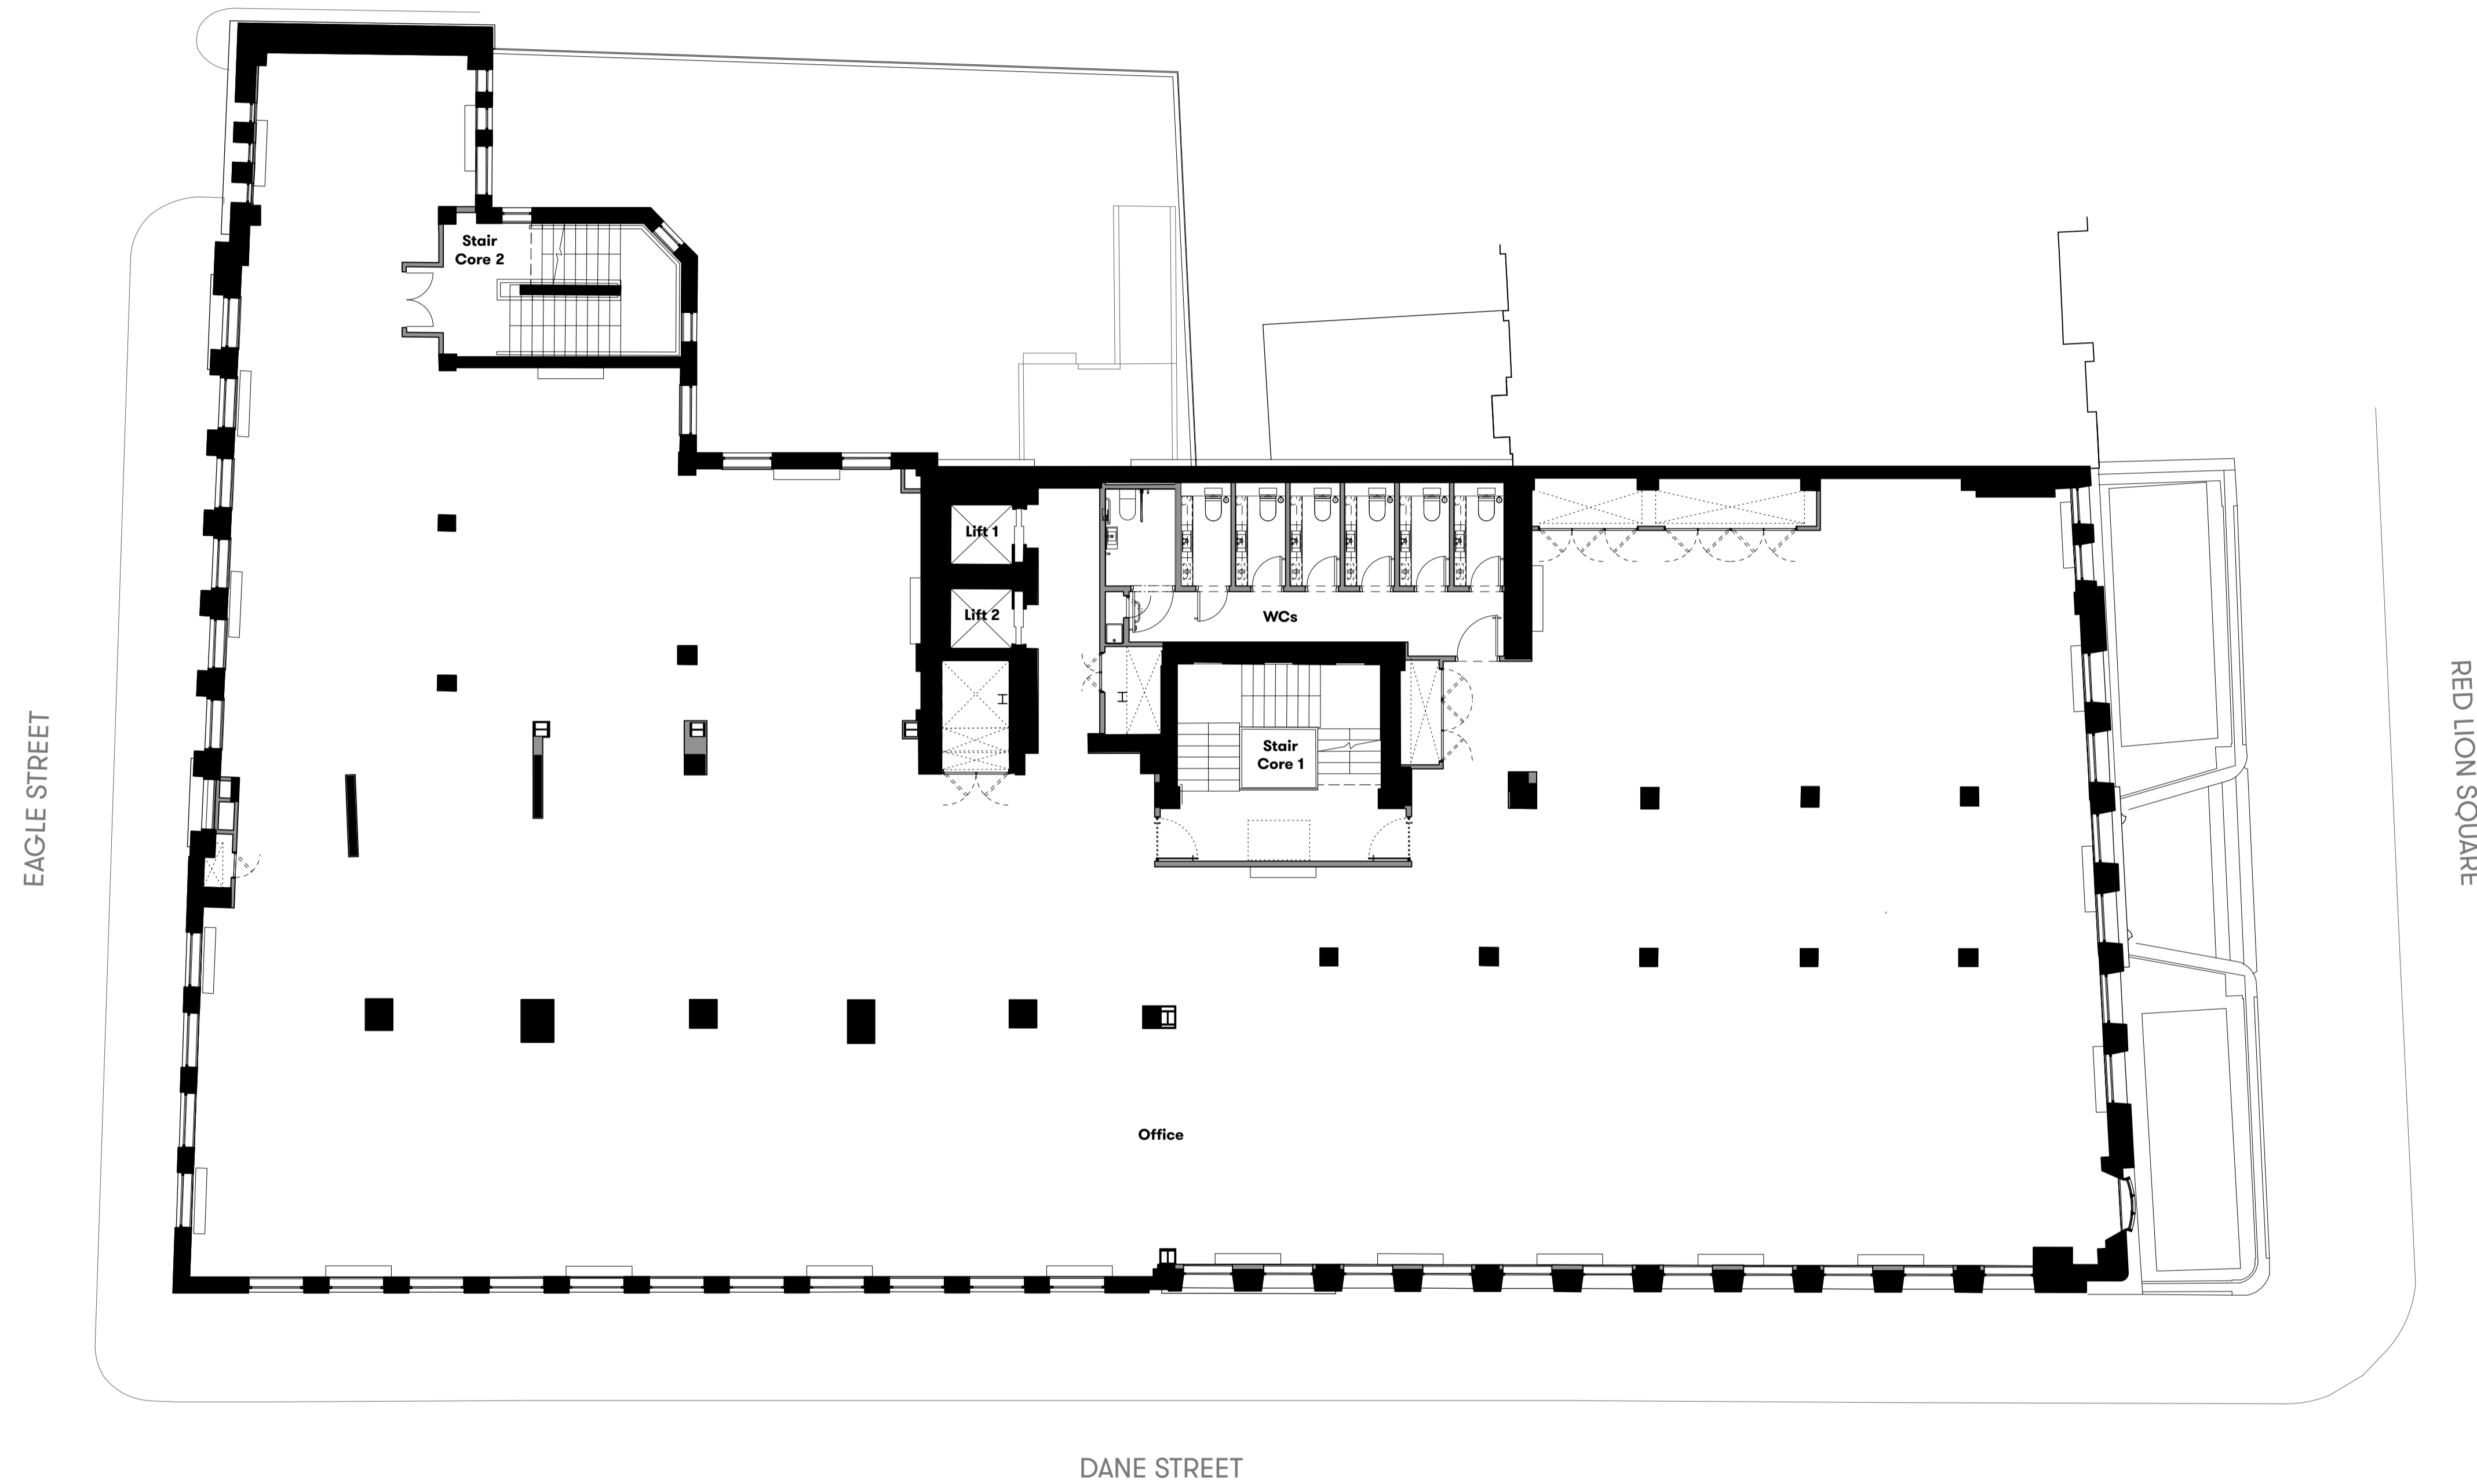 Stair
Core 2
Lift 1
Lift 2
WCs
Stair
Core 1
Office
EAGLE STREET
RED LION SQUARE
DANE STREET